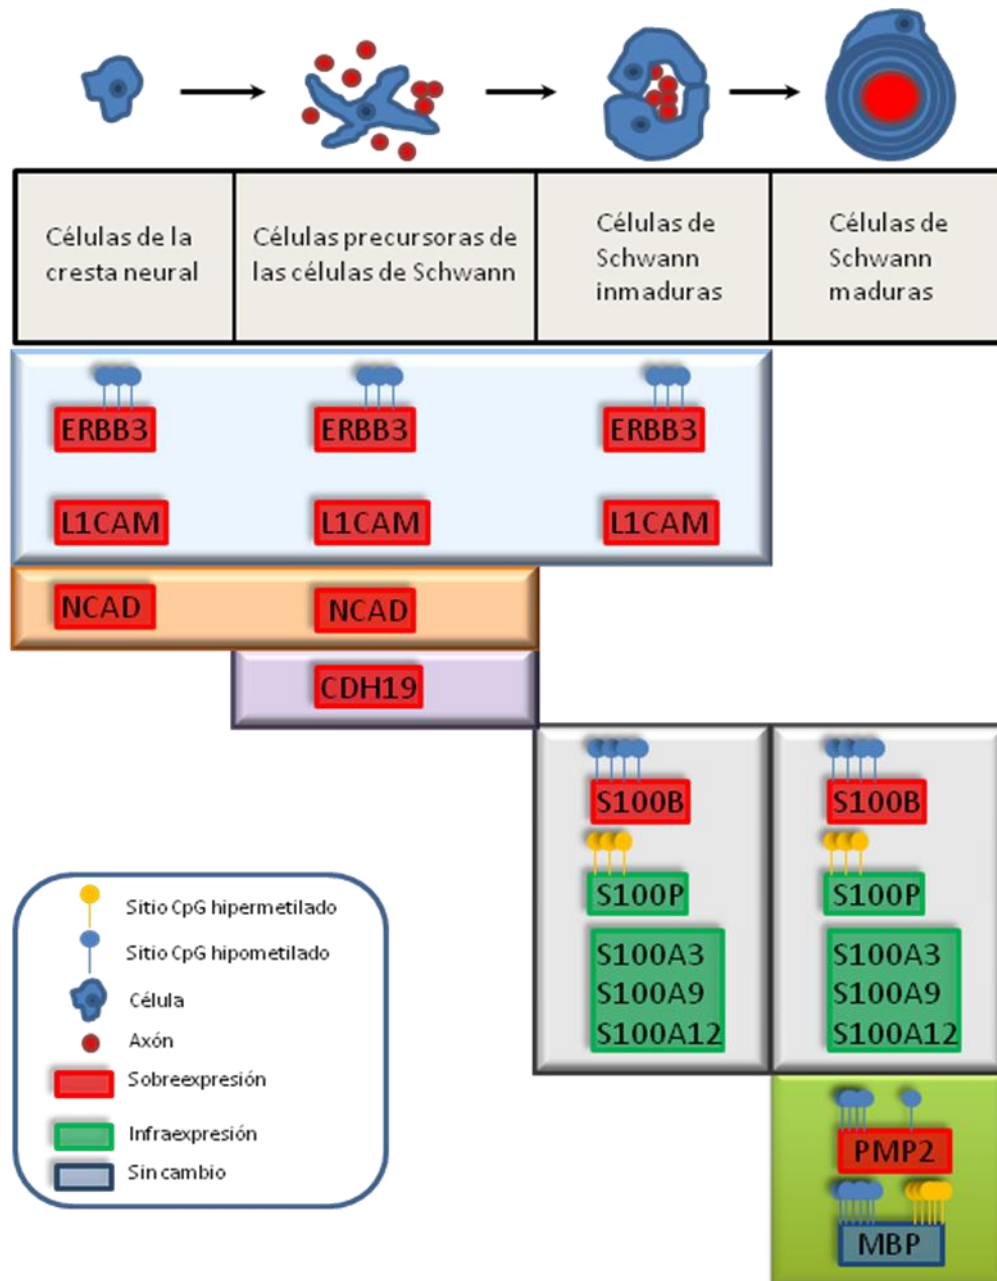 Células de la
cresta neural
Células precursoras de
las células de Schwann
Células de
Schwann
inmaduras
Células de
Schwann
maduras
ERBB3
ERBB3
ERBB3
L1CAM
L1CAM
L1CAM
NCAD
NCAD
CDH19
S100B
S100B
S100P
S100P
S100A3
S100A9
S100A12
S100A3
S100A9
S100A12
PMP2
MBP
Sitio CpG hipermetilado
Sitio CpG hipometilado
Célula
Axón
Sobreexpresión
Infraexpresión
Sin cambio